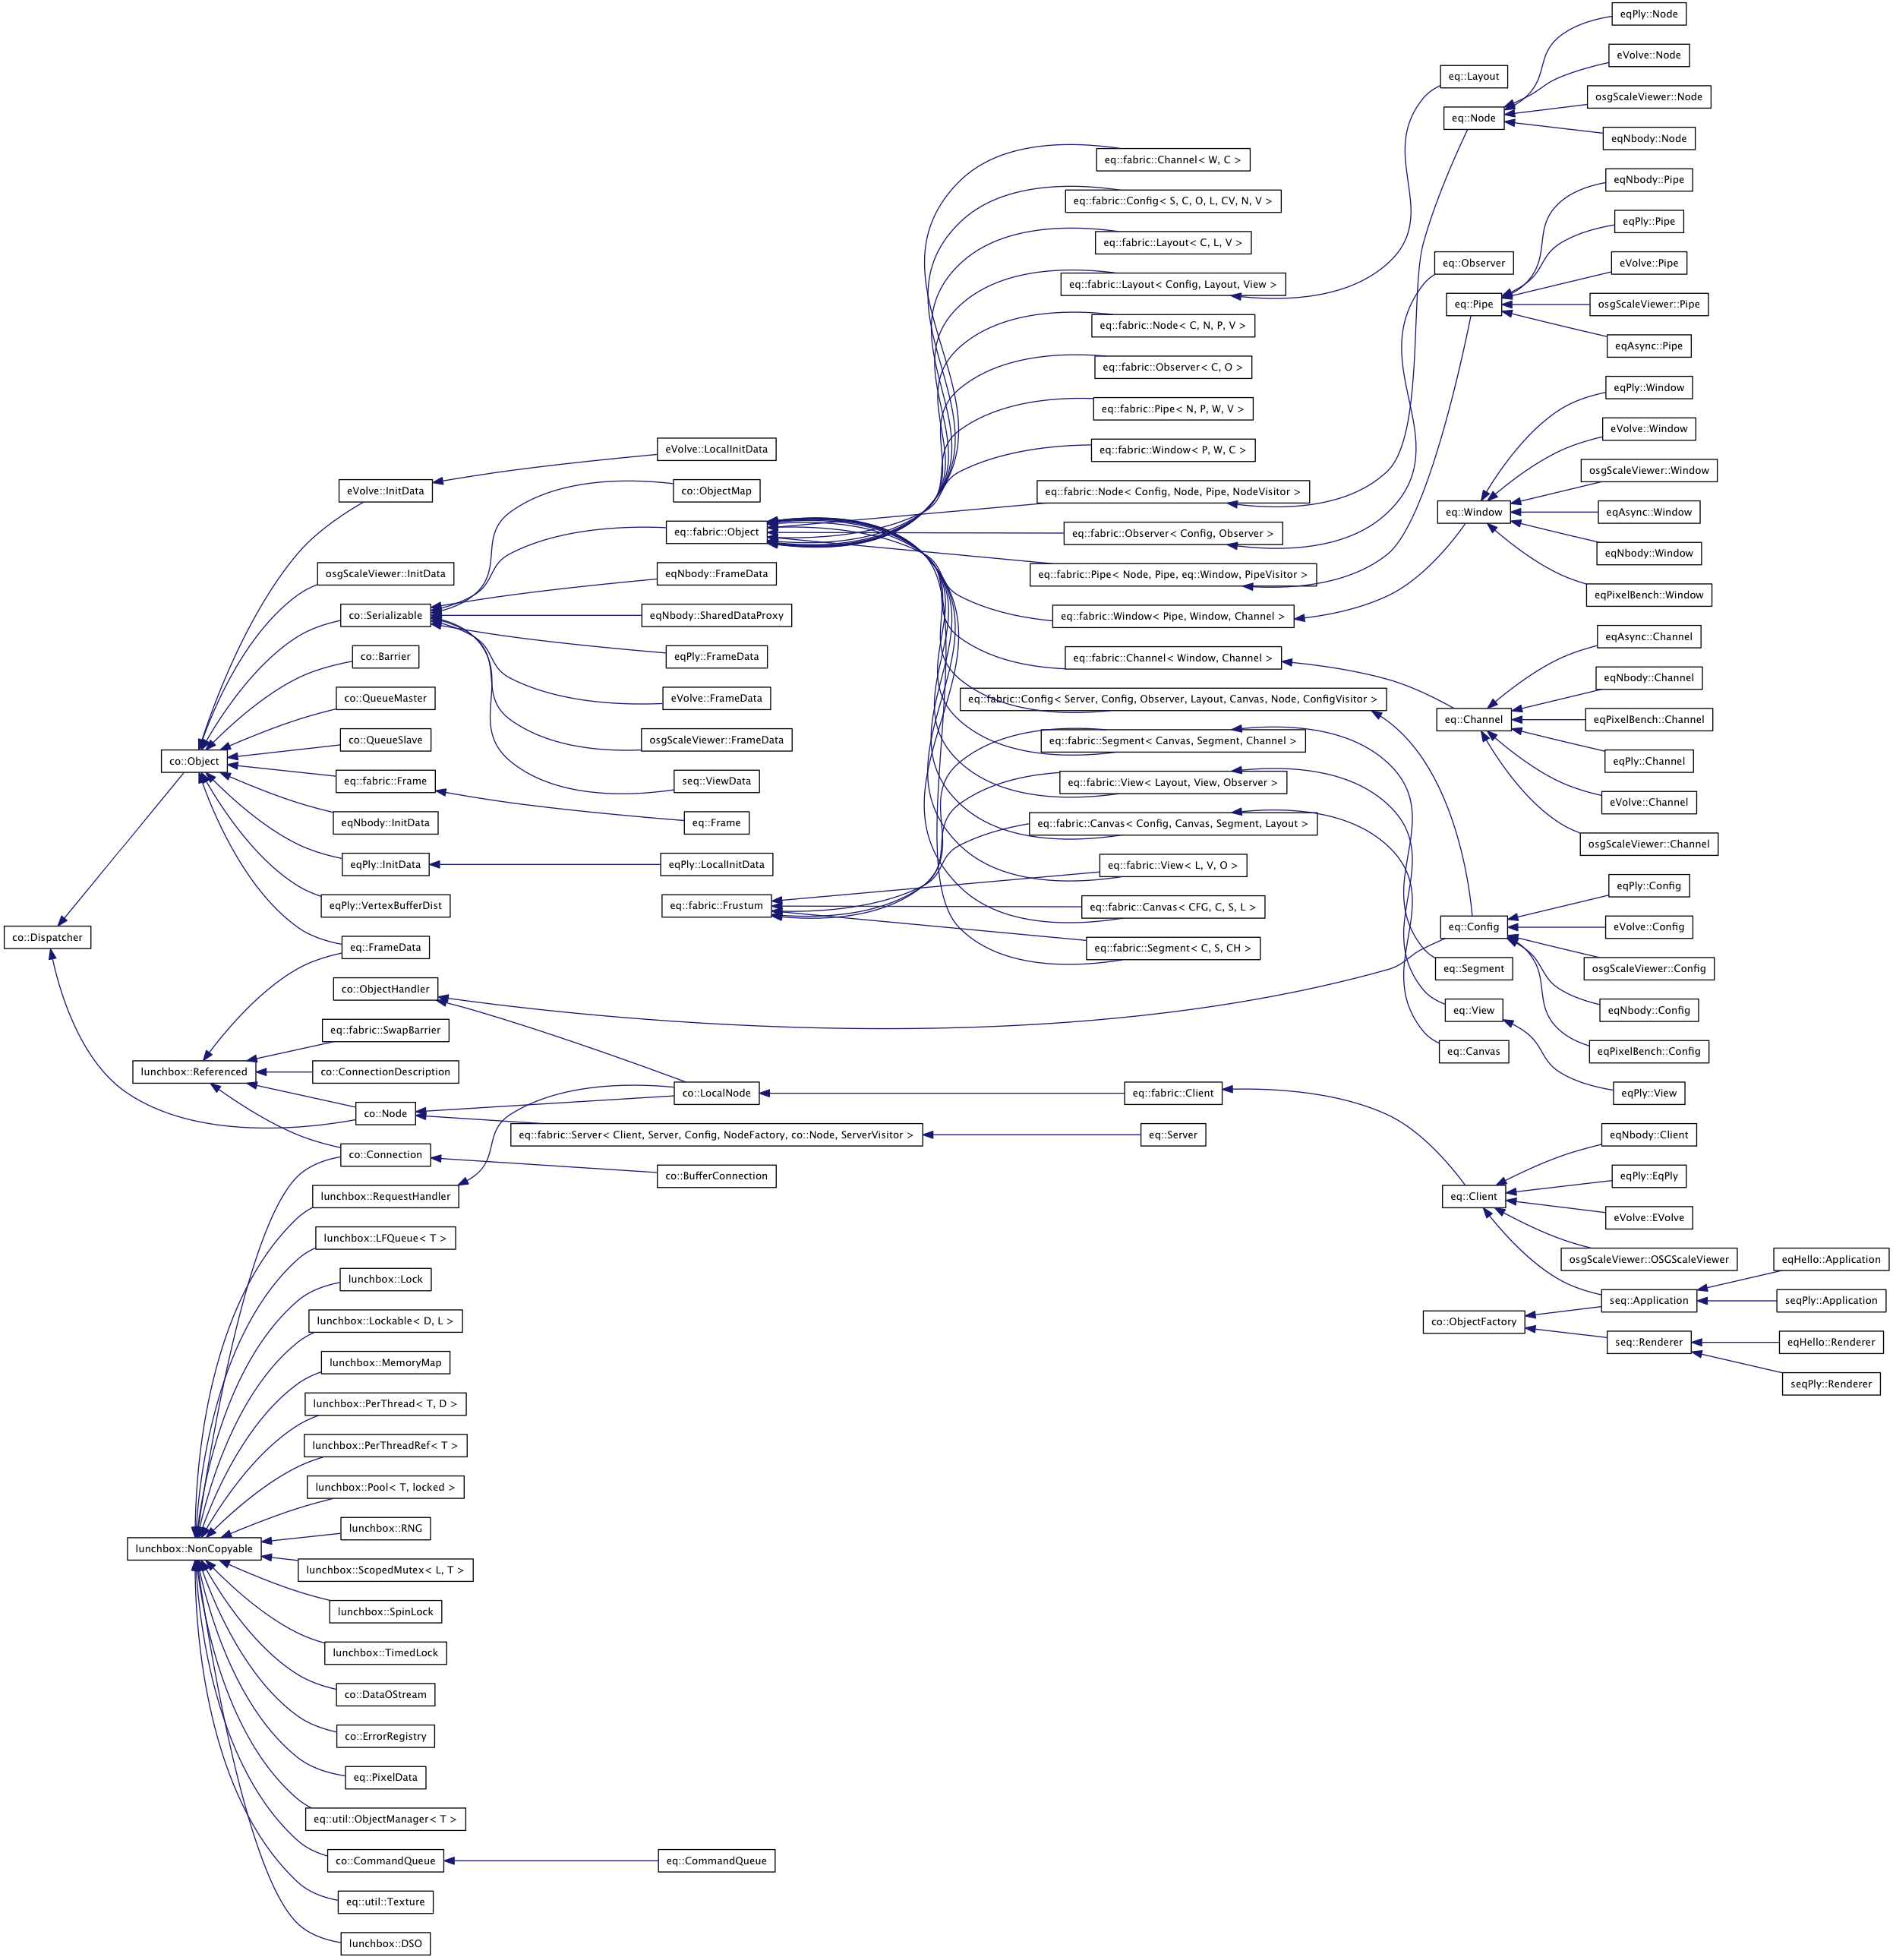 eqPly::Node
eVolve::Node
eq::Layout
osgScaleViewer::Node
eq::Node
eqNbody::Node
eq::fabric::Channel< W, C >
eqNbody::Pipe
eq::fabric::Config< S, C, O, L, CV, N, V >
eqPly::Pipe
eq::fabric::Layout< C, L, V >
eq::Observer
eVolve::Pipe
eq::fabric::Layout< Config, Layout, View >
eq::Pipe
osgScaleViewer::Pipe
eq::fabric::Node< C, N, P, V >
eqAsync::Pipe
eq::fabric::Observer< C, O >
eqPly::Window
eq::fabric::Pipe< N, P, W, V >
eVolve::Window
eVolve::LocalInitData
eq::fabric::Window< P, W, C >
osgScaleViewer::Window
eVolve::InitData
co::ObjectMap
eq::fabric::Node< Config, Node, Pipe, NodeVisitor >
eq::Window
eqAsync::Window
eq::fabric::Object
eq::fabric::Observer< Config, Observer >
eqNbody::Window
osgScaleViewer::InitData
eqNbody::FrameData
eq::fabric::Pipe< Node, Pipe, eq::Window, PipeVisitor >
eqPixelBench::Window
co::Serializable
eqNbody::SharedDataProxy
eq::fabric::Window< Pipe, Window, Channel >
eqAsync::Channel
co::Barrier
eqPly::FrameData
eq::fabric::Channel< Window, Channel >
eqNbody::Channel
co::QueueMaster
eVolve::FrameData
eq::fabric::Config< Server, Config, Observer, Layout, Canvas, Node, ConfigVisitor >
eq::Channel
eqPixelBench::Channel
co::QueueSlave
osgScaleViewer::FrameData
eq::fabric::Segment< Canvas, Segment, Channel >
eqPly::Channel
co::Object
eq::fabric::Frame
seq::ViewData
eq::fabric::View< Layout, View, Observer >
eVolve::Channel
eqNbody::InitData
eq::Frame
eq::fabric::Canvas< Config, Canvas, Segment, Layout >
osgScaleViewer::Channel
eqPly::InitData
eqPly::LocalInitData
eq::fabric::View< L, V, O >
eqPly::Config
eqPly::VertexBufferDist
eq::fabric::Frustum
eq::fabric::Canvas< CFG, C, S, L >
eq::Config
eVolve::Config
co::Dispatcher
eq::FrameData
eq::fabric::Segment< C, S, CH >
eq::Segment
osgScaleViewer::Config
co::ObjectHandler
eq::View
eqNbody::Config
eq::fabric::SwapBarrier
eq::Canvas
eqPixelBench::Config
lunchbox::Referenced
co::ConnectionDescription
co::LocalNode
eq::fabric::Client
eqPly::View
co::Node
eq::fabric::Server< Client, Server, Config, NodeFactory, co::Node, ServerVisitor >
eq::Server
eqNbody::Client
co::Connection
co::BufferConnection
eqPly::EqPly
lunchbox::RequestHandler
eq::Client
eVolve::EVolve
lunchbox::LFQueue< T >
osgScaleViewer::OSGScaleViewer
eqHello::Application
lunchbox::Lock
seq::Application
seqPly::Application
lunchbox::Lockable< D, L >
co::ObjectFactory
seq::Renderer
eqHello::Renderer
lunchbox::MemoryMap
seqPly::Renderer
lunchbox::PerThread< T, D >
lunchbox::PerThreadRef< T >
lunchbox::Pool< T, locked >
lunchbox::RNG
lunchbox::NonCopyable
lunchbox::ScopedMutex< L, T >
lunchbox::SpinLock
lunchbox::TimedLock
co::DataOStream
co::ErrorRegistry
eq::PixelData
eq::util::ObjectManager< T >
co::CommandQueue
eq::CommandQueue
eq::util::Texture
lunchbox::DSO